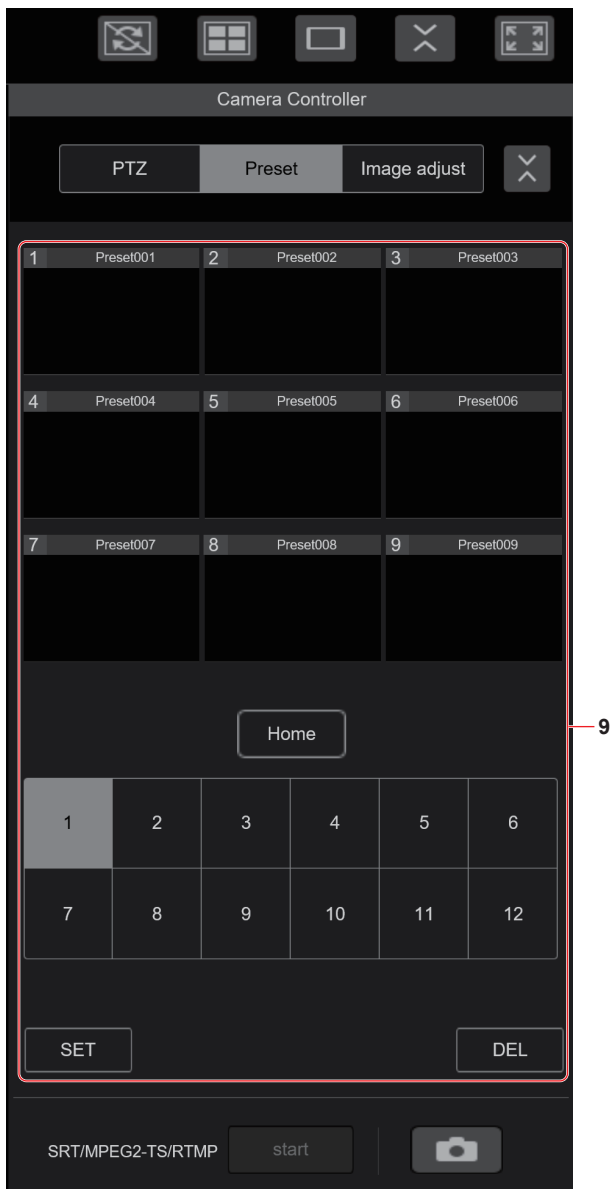 Camera Controller
PTZ Preset Image adjust
1 Preset001 2 Preset002 3 Preset003
4 Preset004 5 Preset005 6 Preset006
7 Preset007 8 Preset008 9 Preset009
9
Home
1 2 3 4 5 6
7 8 9 10 11 12
SET DEL
SRT/MPEG2-TS/RTMP start